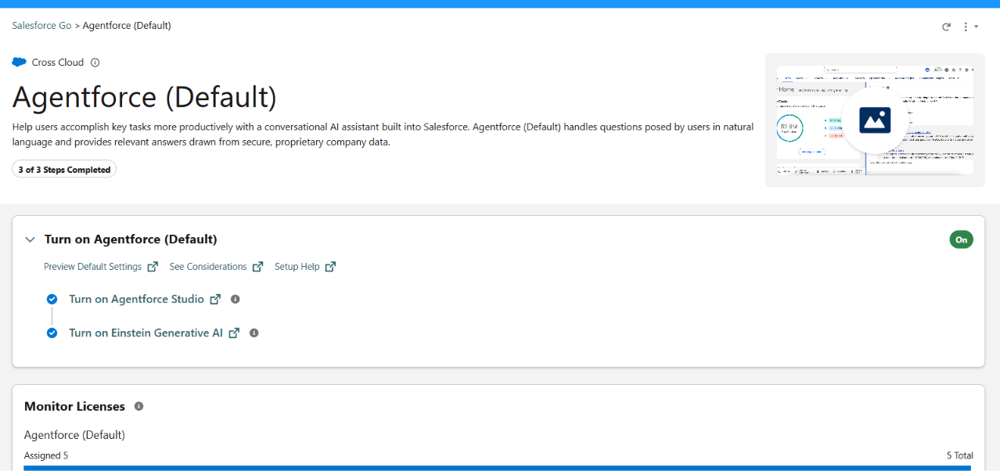 Salesforce Go > Agentforce (Default)
Cross Cloud
Agentforce (Default)
Help users accomplish key tasks more productively with a conversational AI assistant built into Salesforce. Agentforce (Default) handles questions posed by users in natural
language and provides relevant answers drawn from secure, proprietary company data.
3 of 3 Steps Completed
Turn on Agentforce (Default)
On
Preview Default Settings See Considerations Setup Help
Turn on Agentforce Studio
Turn on Einstein Generative AI
Monitor Licenses
Agentforce (Default)
Assigned 5
5 Total